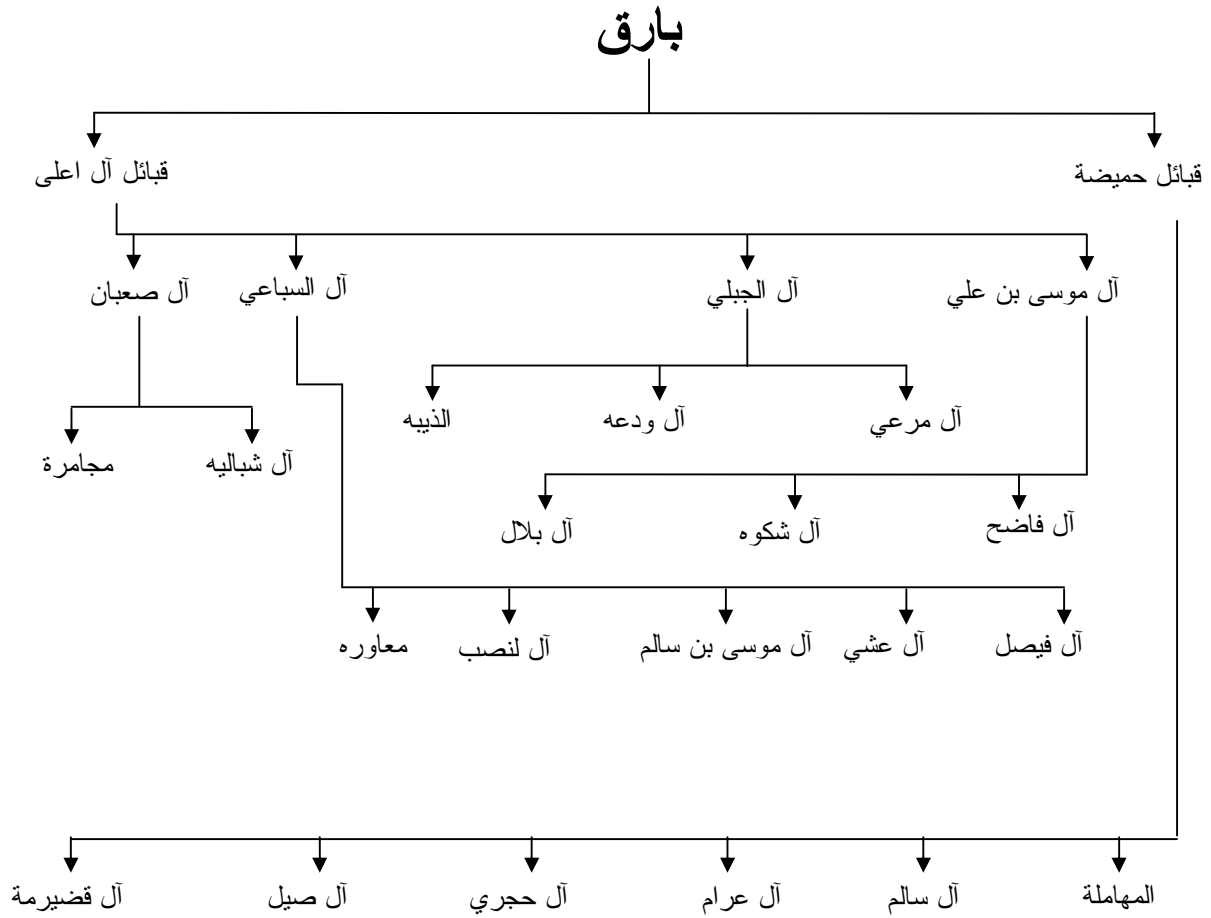 بارق
قبائل حميضة
قبائل آل اعلى
آل موسى بن علي
آل الجبلي
آل السباعي
آل صعبان
آل مرعي
آل ودعه
الذيبه
آل شباليه
مجامرة
آل فاضح
آل شكوه
آل بلال
آل فيصل
آل عشي
آل موسى بن سالم
آل لنصب
معاوره
المهاملة
آل سالم
آل عرام
آل حجري
آل صيل
آل قضيرمة